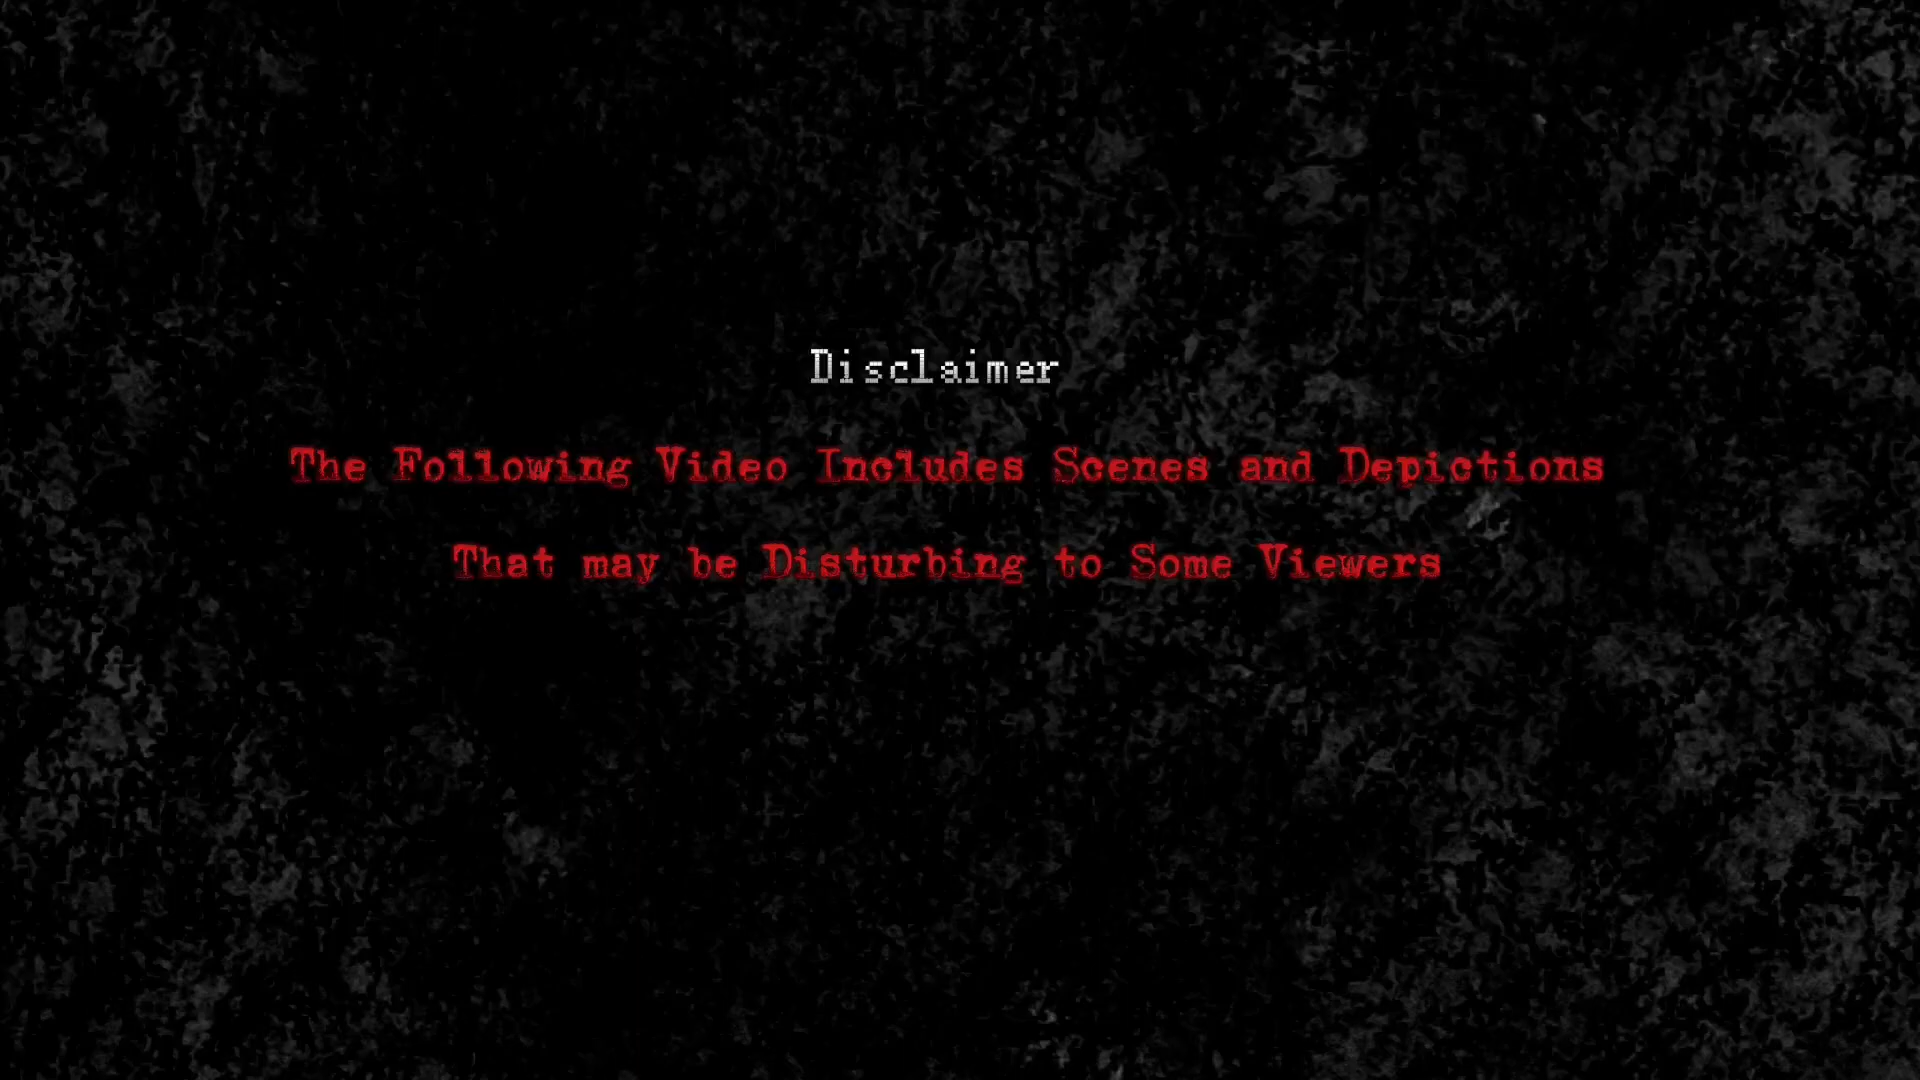 Disclaimer
The Following Video Includes Scenes and Depictions
That may be Disturbing to Some Viewers